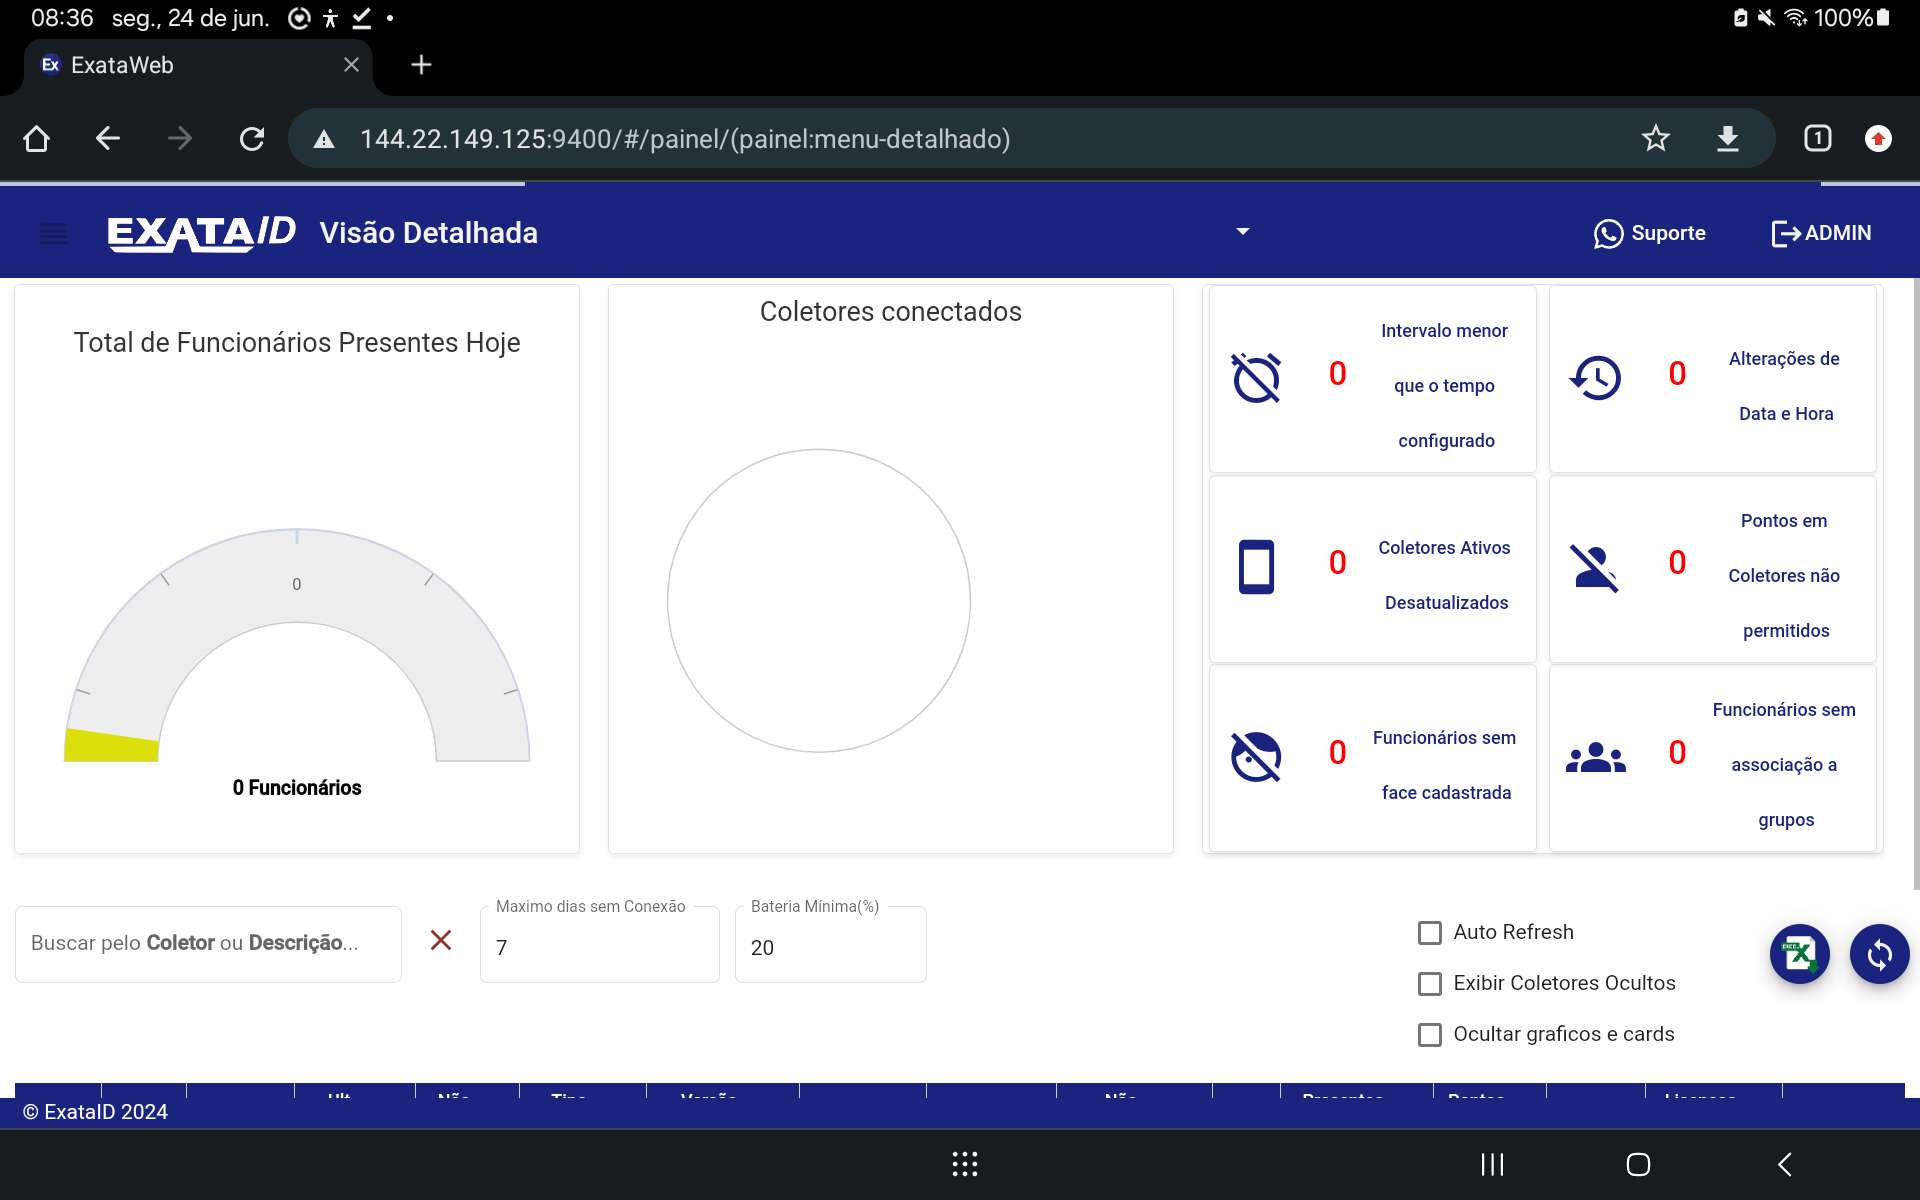 08:36 seg., 24 de jun.
100%
Ex ExataWeb
144.22.149.125:9400/#/painel/(painel:menu-detalhado)
1
EXATAID Visão Detalhada
Suporte
ADMIN
Total de Funcionários Presentes Hoje
0
0 Funcionários
Coletores conectados
0
Intervalo menor
que o tempo
configurado
0
Alterações de
Data e Hora
0
Coletores Ativos
Desatualizados
0
Pontos em
Coletores não
permitidos
0
Funcionários sem
face cadastrada
0
Funcionários sem
associação a
grupos
Buscar pelo Coletor ou Descrição...
Maximo dias sem Conexão
7
Bateria Mínima(%)
20
Auto Refresh
Exibir Coletores Ocultos
Ocultar graficos e cards
© ExataID 2024